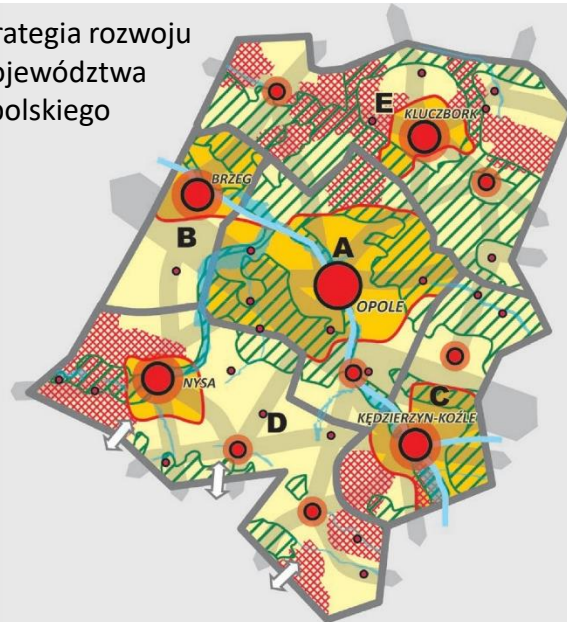 rategia rozwoju
ojewództwa
polskiego
E
KLUCZBORK
BRZEG
B
A
OPOLE
NYSA
C
KĘDZIERZYN-KOŹLE
D